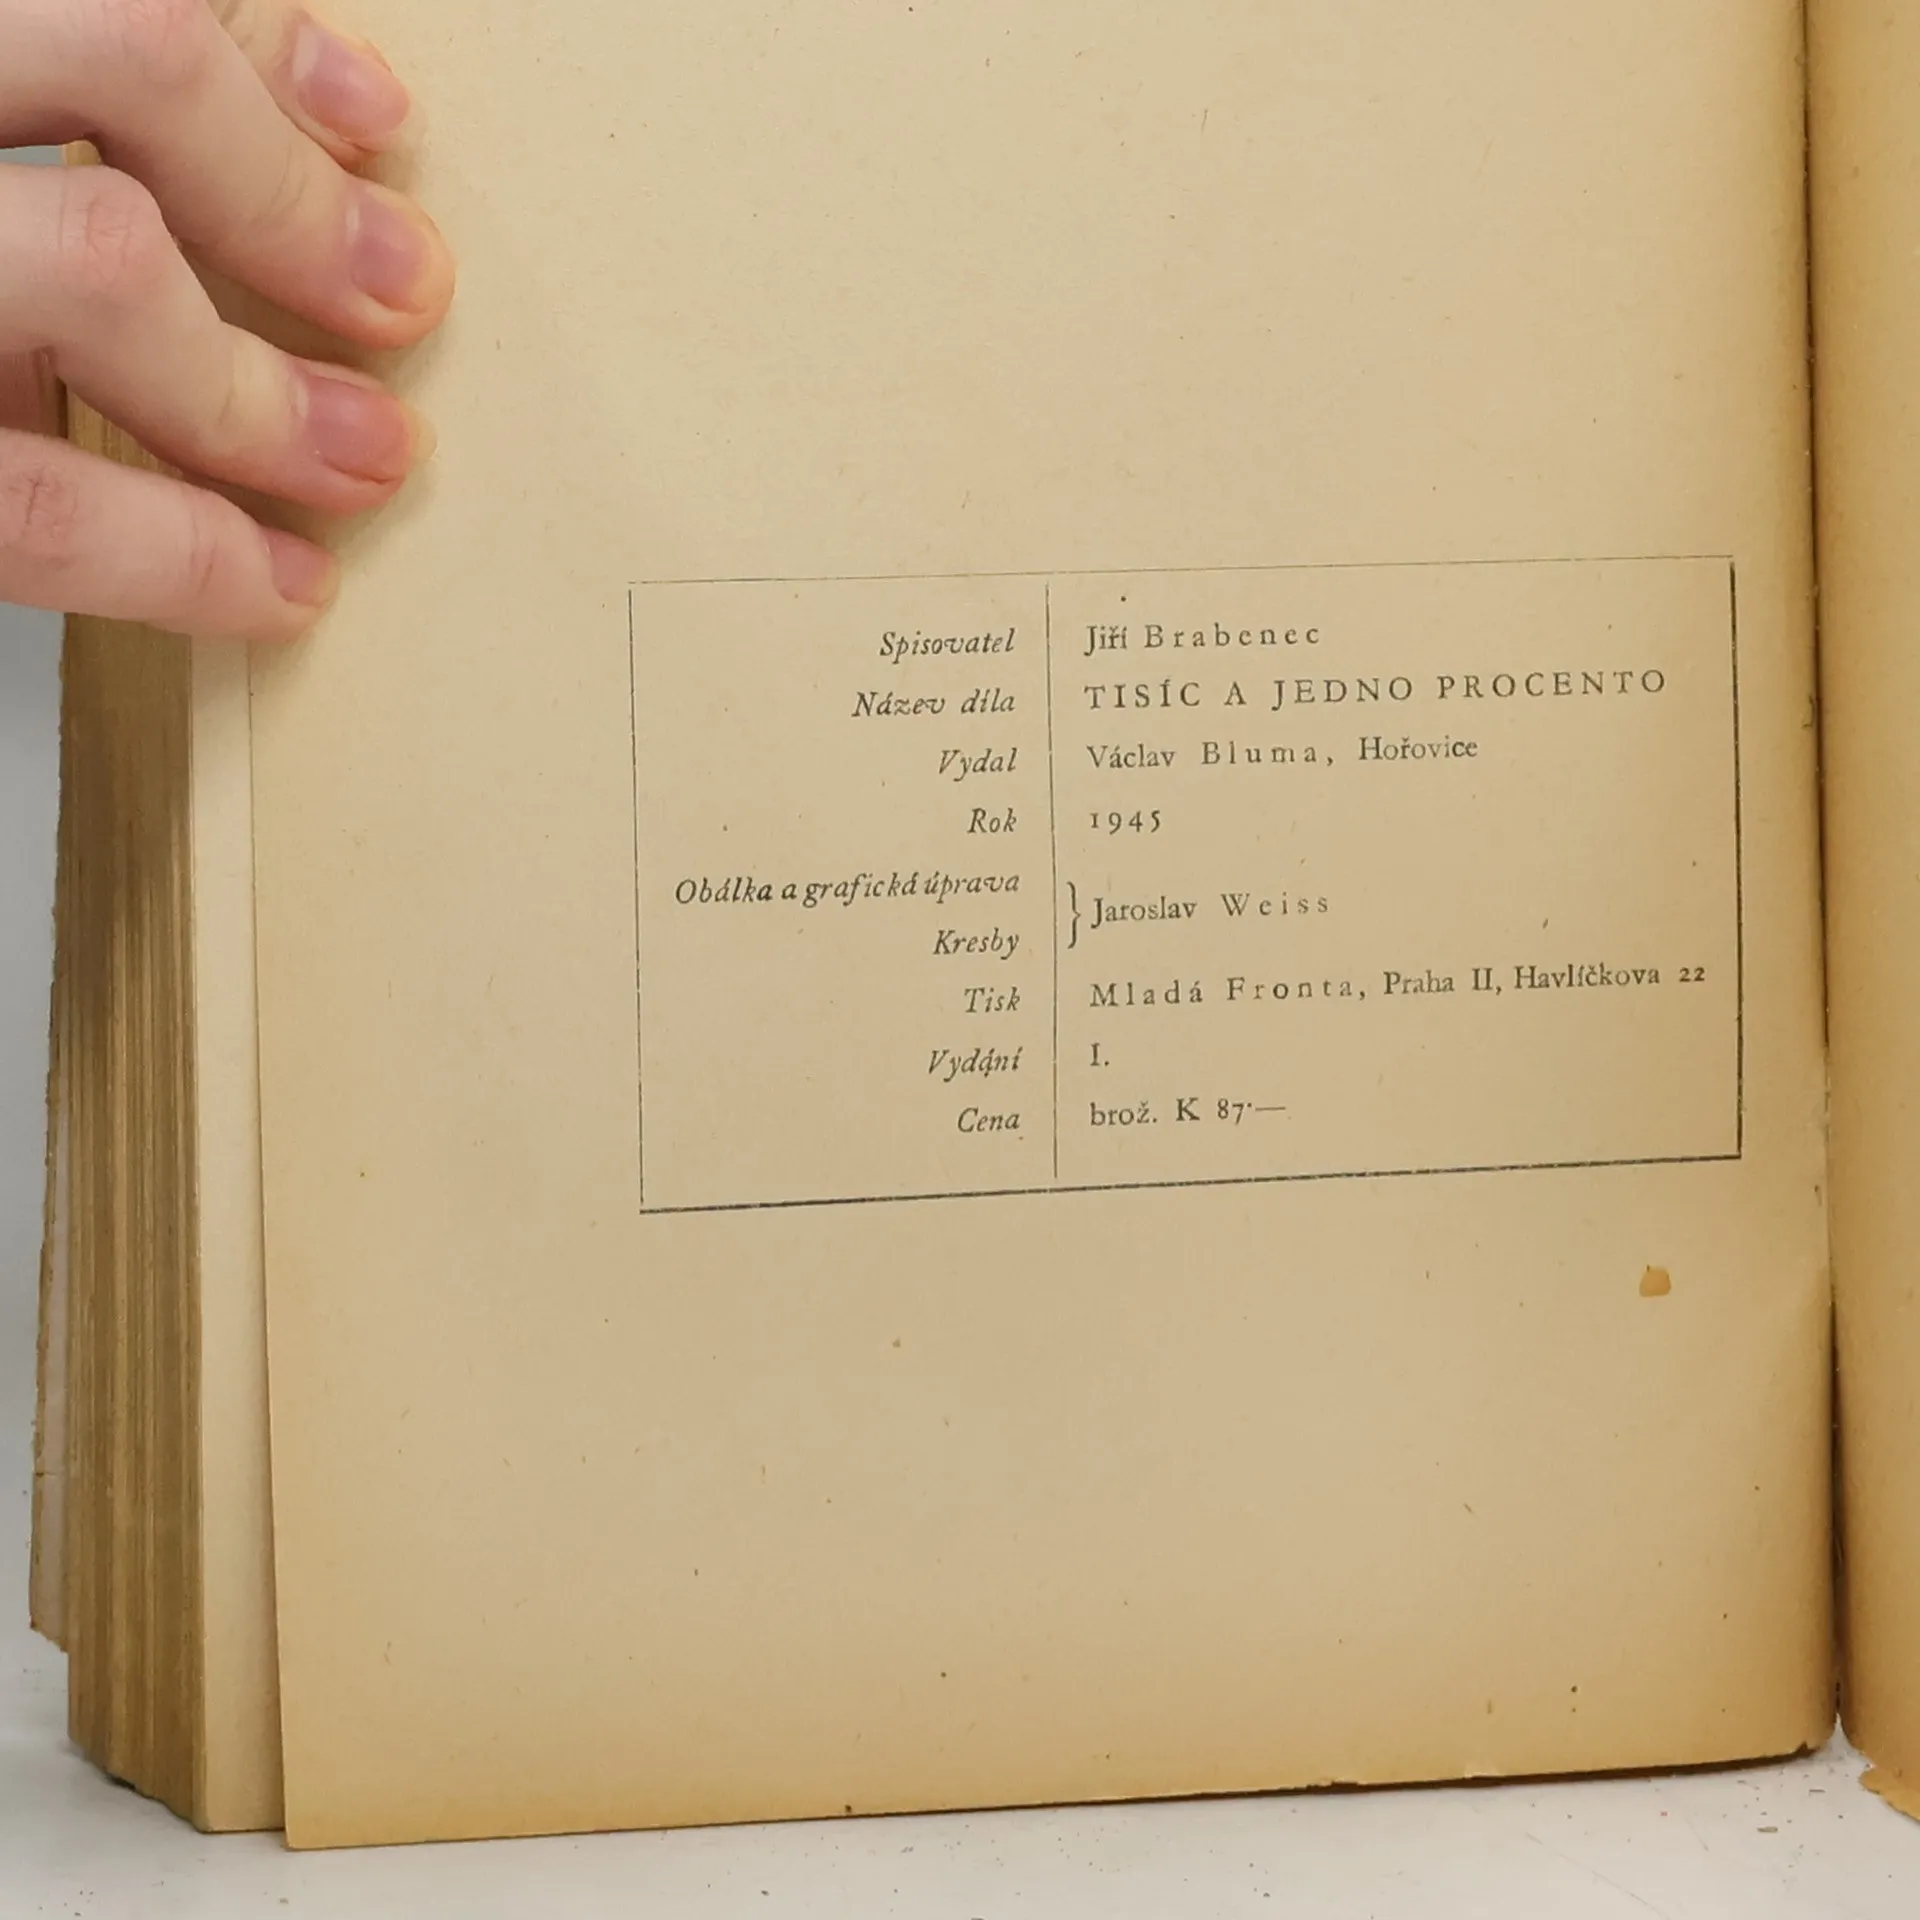 Spisovatel Jiří Brabenec
Název díla TISÍC A JEDNO PROCENTO
Vydal Václav Bluma, Hořovice
Rok 1945
Obálka a grafická úprava
} Jaroslav Weiss
Kresby
Tisk Mladá Fronta, Praha II, Havlíčkova 22
Vydání I.
Cena brož. K 87·—